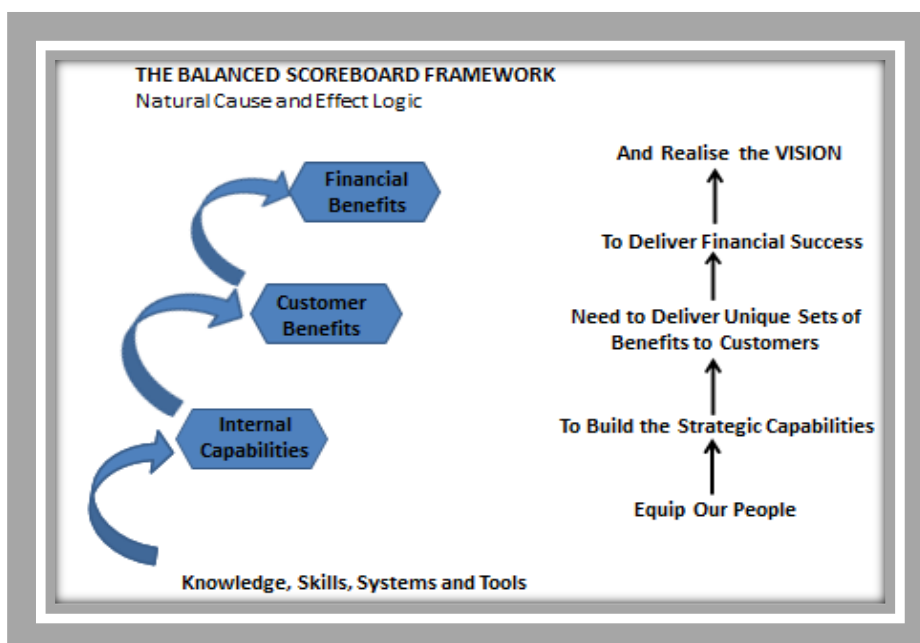 THE BALANCED SCOREBOARD FRAMEWORK
Natural Cause and Effect Logic
Financial
Benefits
Customer
Benefits
Internal
Capabilities
Knowledge, Skills, Systems and Tools
And Realise the VISION
To Deliver Financial Success
Need to Deliver Unique Sets of
Benefits to Customers
To Build the Strategic Capabilities
Equip Our People